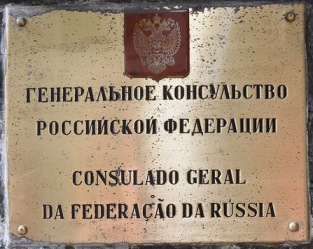 ГЕНЕРАЛЬНОЕ КОНСУЛЬСТВО
РОССИЙСКОЙ ФЕДЕРАЦИИ
CONSULADO GERAL
DA FEDERAÇÃO DA RÚSSIA